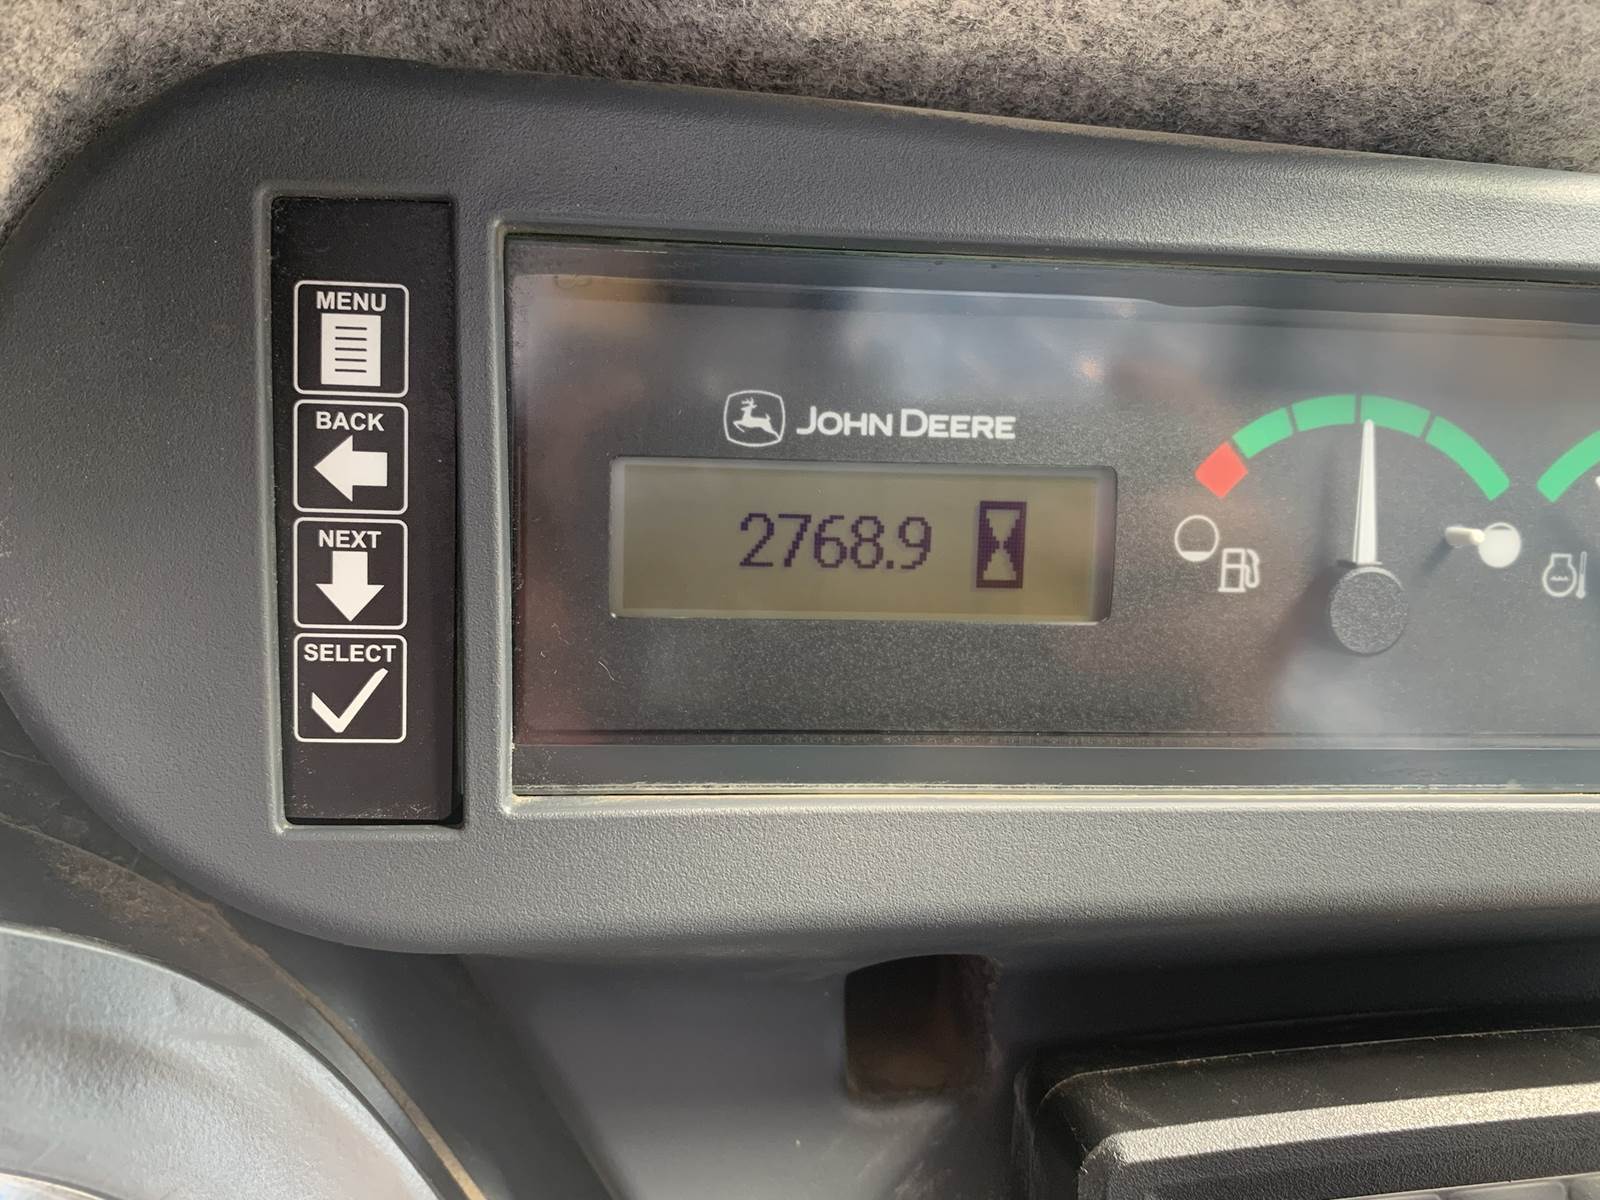 MENU
BACK
NEXT
SELECT
JOHN DEERE
2768.9